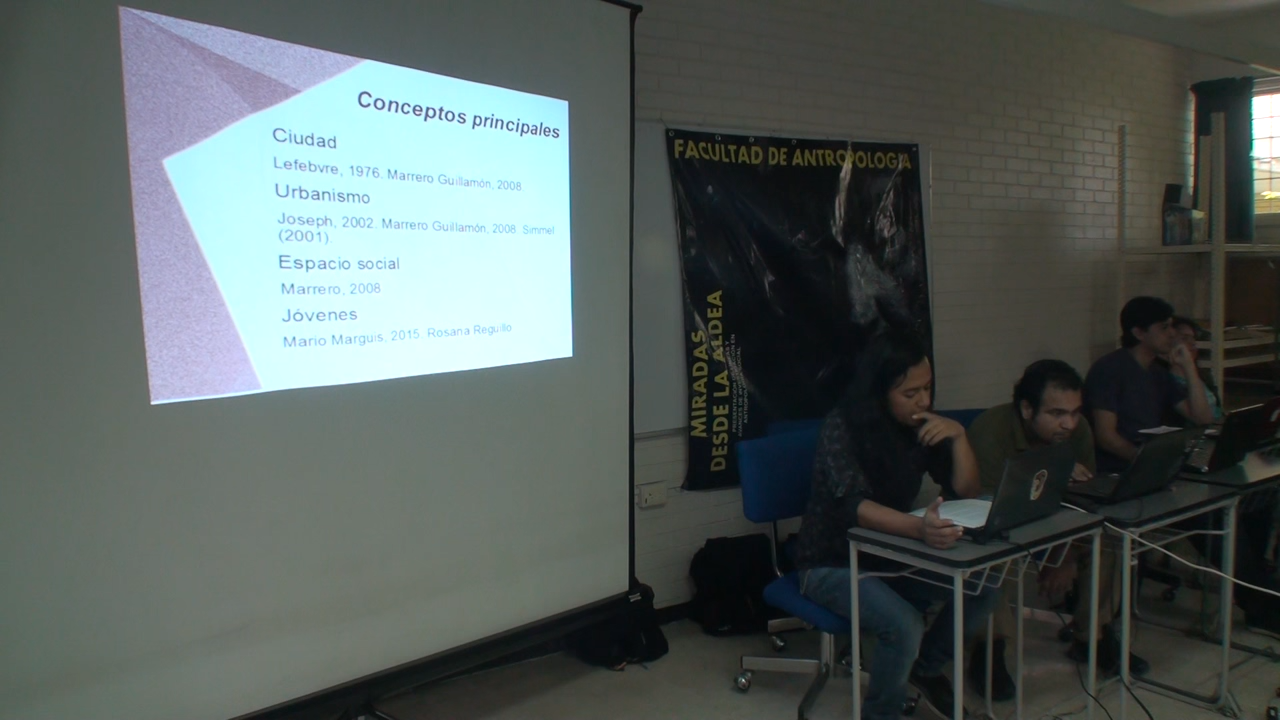 Conceptos principales
Ciudad
Lefebvre, 1976. Marrero Guillamón, 2008
Urbanismo
Joseph, 2002. Marrero Guillamón, 2008. Simmel
(2001).
Espacio social
Marrero, 2008
Jóvenes
Mario Marguis, 2015. Rosana Reguillo
FACULTAD DE ANTROPOLOGIA
MIRADAS
DESDE LA ALDEA